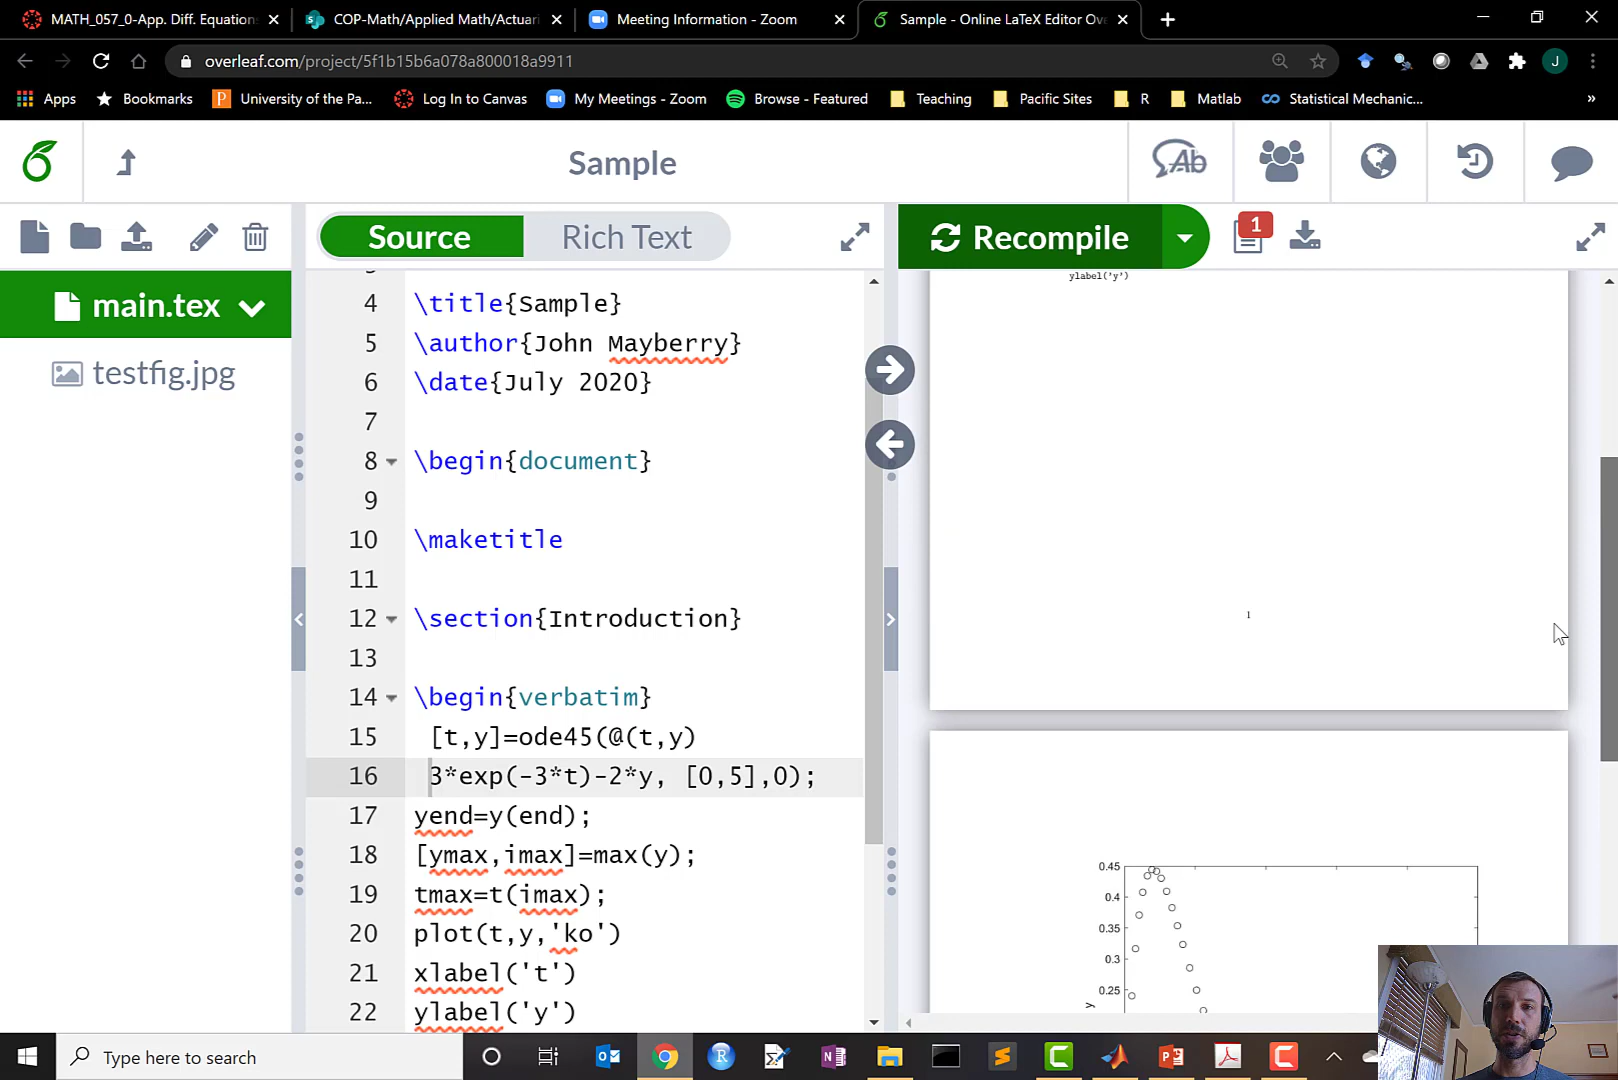 MATH_057_0-App. Diff. Equation
COP-Math/Applied Math/Actuari
Meeting Information - Zoom
Sample - Online LaTeX Editor Ove
overleaf.com/project/5f1b15b6a078a800018a9911
J
Apps
Bookmarks
University of the Pa...
Log In to Canvas
My Meetings - Zoom
Browse - Featured
Teaching
Pacific Sites
R
Matlab
Statistical Mechanic...
»
Sample
Ab
Source
Rich Text
Recompile
1
main.tex
testfig.jpg
4 \title{Sample}
5 \author{John Mayberry}
6 \date{July 2020}
7
8 \begin{document}
9
10 \maketitle
11
12 \section{Introduction}
13
14 \begin{verbatim}
15 [t,y]=ode45(@(t,y)
16 3*exp(-3*t)-2*y, [0,5],0);
17 yend=y(end);
18 [ymax,imax]=max(y);
19 tmax=t(imax);
20 plot(t,y,'ko')
21 xlabel('t')
22 ylabel('y')
ylabel('y')
1
0.45
0.4
0.35
0.3
0.25
y
Type here to search